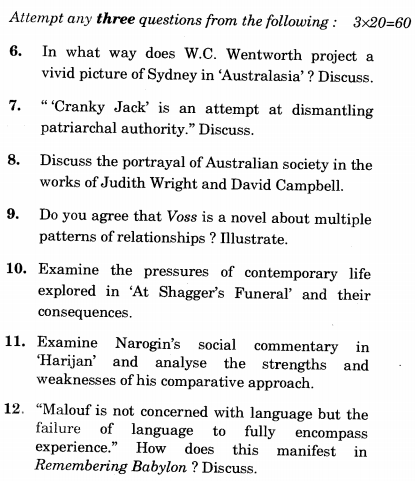 Attempt any three questions from the following : 3×20=60
6. In what way does W.C. Wentworth project a
vivid picture of Sydney in ‘Australasia’ ? Discuss.
7. “ ‘Cranky Jack’ is an attempt at dismantling
patriarchal authority.” Discuss.
8. Discuss the portrayal of Australian society in the
works of Judith Wright and David Campbell.
9. Do you agree that Voss is a novel about multiple
patterns of relationships ? Illustrate.
10. Examine the pressures of contemporary life
explored in ‘At Shagger’s Funeral’ and their
consequences.
11. Examine Narogin’s social commentary in
‘Harijan’ and analyse the strengths and
weaknesses of his comparative approach.
12. “Malouf is not concerned with language but the
failure of language to fully encompass
experience.” How does this manifest in
Remembering Babylon ? Discuss.